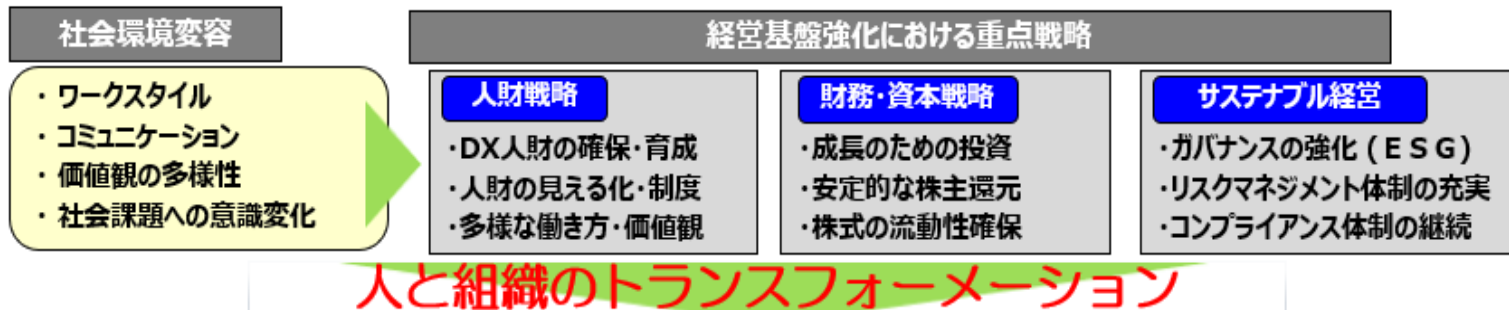 社会環境変容
・ワークスタイル
・コミュニケーション
・価値観の多様性
・社会課題への意識変化
経営基盤強化における重点戦略
人財戦略
・DX人財の確保・育成
・人財の見える化・制度
・多様な働き方・価値観
財務・資本戦略
・成長のための投資
・安定的な株主還元
・株式の流動性確保
サステナブル経営
・ガバナンスの強化(ESG)
・リスクマネジメント体制の充実
・コンプライアンス体制の継続
人と組織のトランスフォーメーション